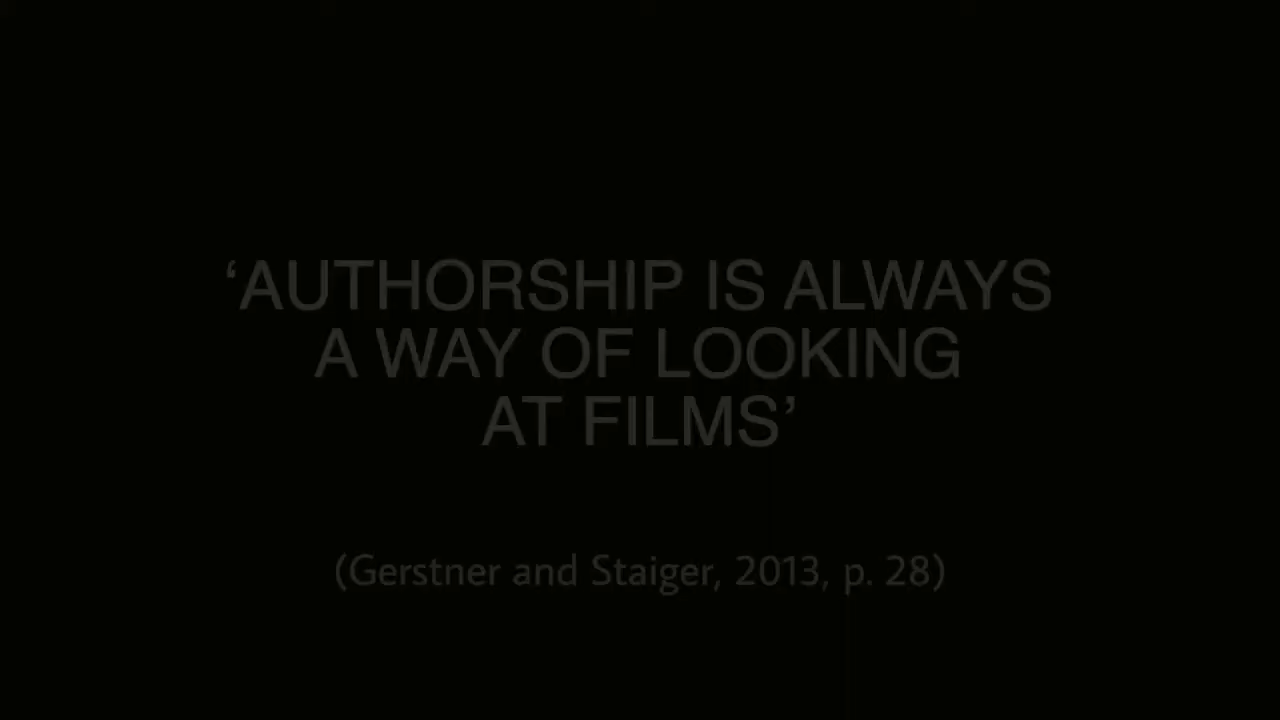 ‘AUTHORSHIP IS ALWAYS
A WAY OF LOOKING
AT FILMS’
(Gerstner and Staiger, 2013, p. 28)